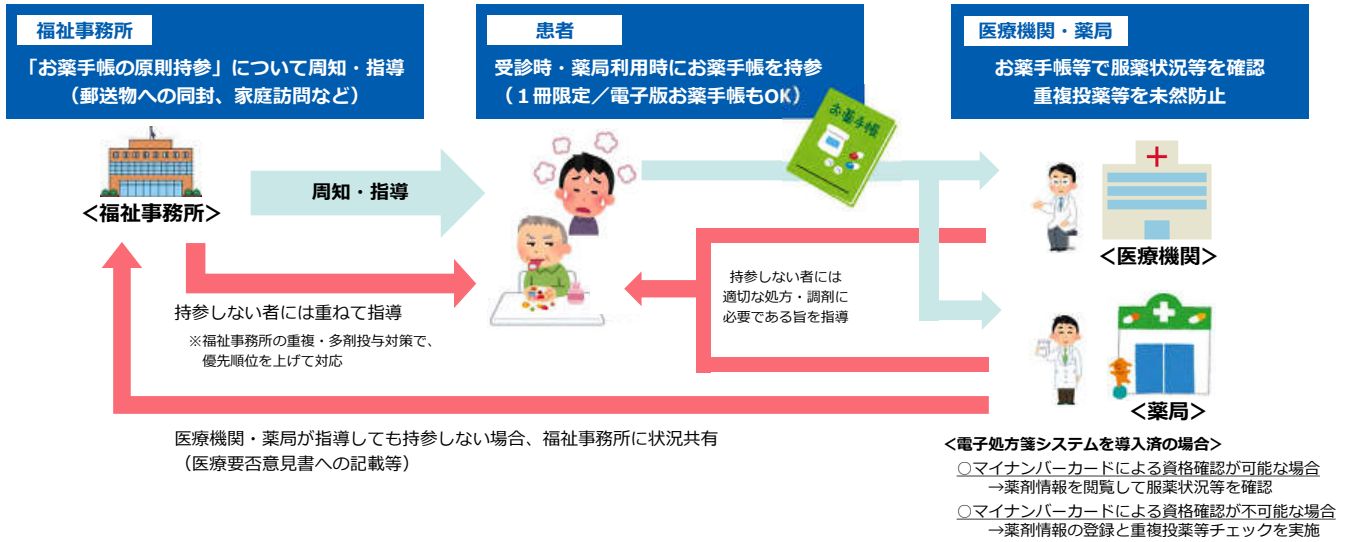 福祉事務所
「お薬手帳の原則持参」について周知・指導
（郵送物への同封、家庭訪問など）
患者
受診時・薬局利用時にお薬手帳を持参
（１冊限定／電子版お薬手帳もOK）
医療機関・薬局
お薬手帳等で服薬状況等を確認
重複投薬等を未然防止
お薬手帳
周知・指導
＜福祉事務所＞
＜医療機関＞
持参しない者には
適切な処方・調剤に
必要である旨を指導
持参しない者には重ねて指導
※福祉事務所の重複・多剤投与対策で、
優先順位を上げて対応
＜薬局＞
医療機関・薬局が指導しても持参しない場合、福祉事務所に状況共有
（医療要否意見書への記載等）
＜電子処方箋システムを導入済の場合＞
○マイナンバーカードによる資格確認が可能な場合
→薬剤情報を閲覧して服薬状況等を確認
○マイナンバーカードによる資格確認が不可能な場合
→薬剤情報の登録と重複投薬等チェックを実施